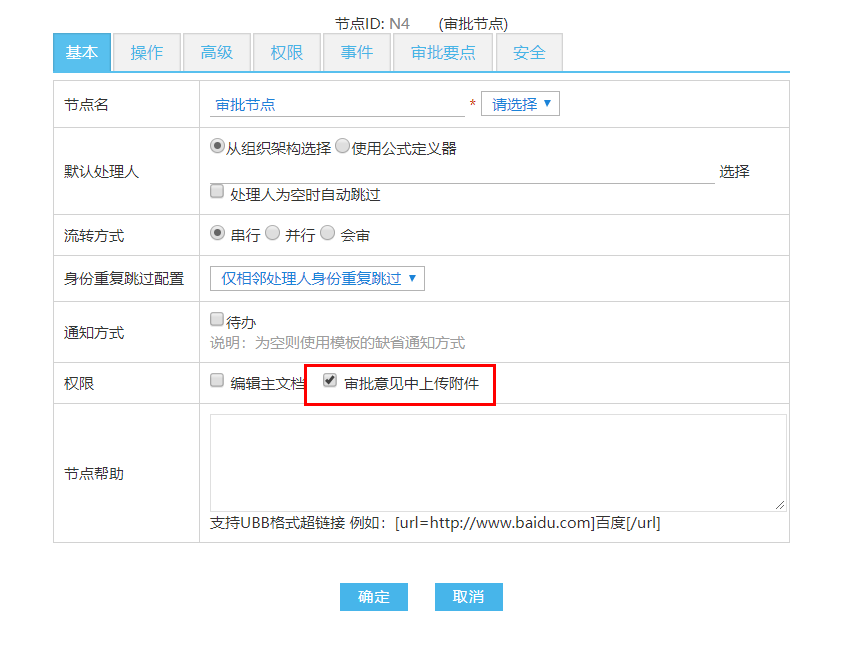 节点ID: N4 (审批节点)
基本 操作 高级 权限 事件 审批要点 安全
节点名 审批节点 * 请选择
默认处理人 从组织架构选择 使用公式定义器
选择
处理人为空时自动跳过
流转方式 串行 并行 会审
身份重复跳过配置 仅相邻处理人身份重复跳过
通知方式 待办
说明：为空则使用模板的缺省通知方式
权限 编辑主文档 审批意见中上传附件
节点帮助
支持UBB格式超链接 例如：[url=http://www.baidu.com]百度[/url]
确定 取消